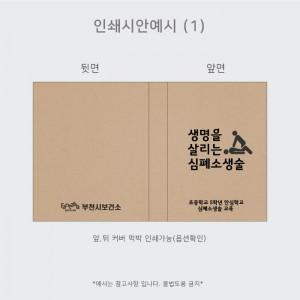 인쇄시안예시 (1)
뒷면
앞면
생명을
살리는
심폐소생술
초중학교 5학년 안심학교
심폐소생술 교육
부천시보건소
앞,뒤 커버 먹박 인쇄가능(옵션확인)
*예시는 참고사항 입니다. 불법도용 금지*